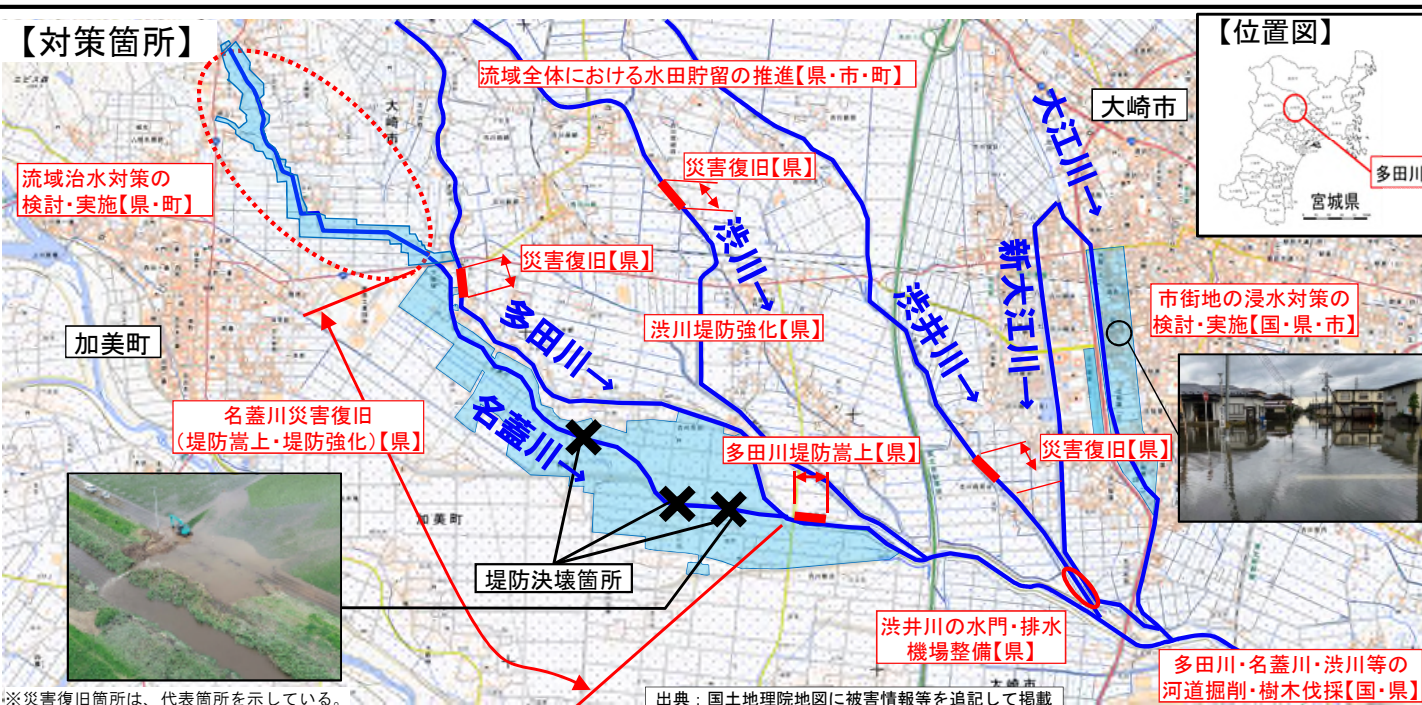 【対策箇所】
【位置図】
流域全体における水田貯留の推進【県・市・町】
大崎市
大江川→
大崎市
多田川
宮城県
流域治水対策の
検討・実施【県・町】
災害復旧【県】
渋川→
災害復旧【県】
新大江川→
渋井川→
市街地の浸水対策の
検討・実施【国・県・市】
多田川→
渋川堤防強化【県】
加美町
名蓋川災害復旧
(堤防嵩上・堤防強化)【県】
名蓋川→
多田川堤防嵩上【県】
災害復旧【県】
加美町
堤防決壊箇所
渋井川の水門・排水
機場整備【県】
多田川・名蓋川・渋川等の
河道掘削・樹木伐採【国・県】
大崎市
※災害復旧箇所は、代表箇所を示している。
出典：国土地理院地図に被害情報等を追記して掲載